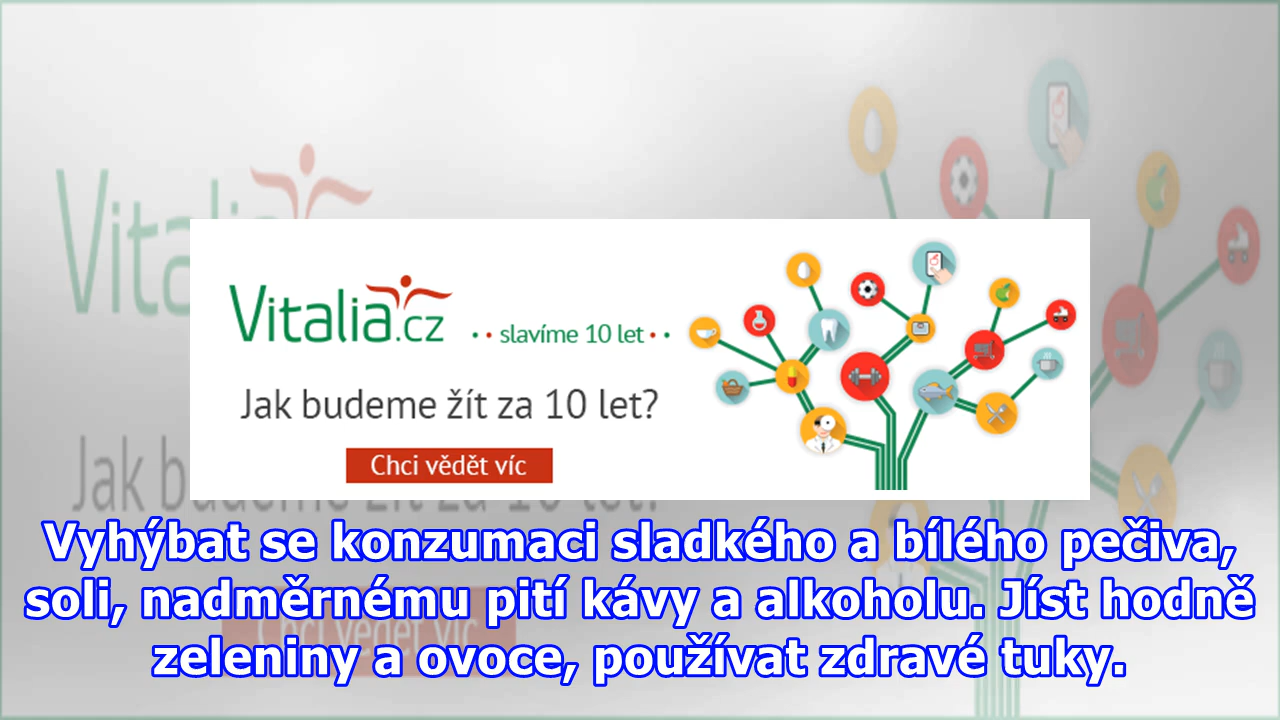 Vitalia.cz
•• slavíme 10 let ••
Jak budeme žít za 10 let?
Chci vědět víc
Vyhýbat se konzumaci sladkého a bílého pečiva,
soli, nadměrnému pití kávy a alkoholu. Jíst hodně
zeleniny a ovoce, používat zdravé tuky.